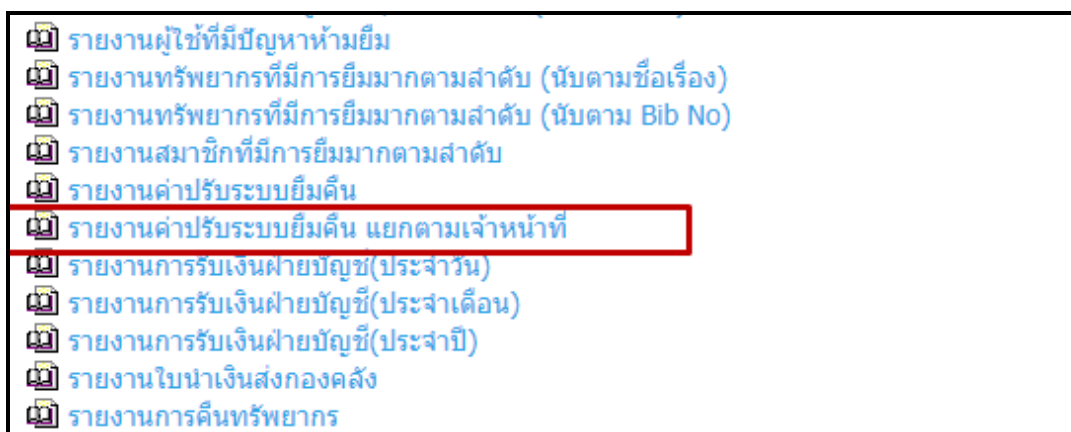 รายงานผู้ใช้ที่มีปัญหาห้ามยืม
รายงานทรัพยากรที่มีการยืมมากตามลำดับ (นับตามชื่อเรื่อง)
รายงานทรัพยากรที่มีการยืมมากตามลำดับ (นับตาม Bib No)
รายงานสมาชิกที่มีการยืมมากตามลำดับ
รายงานค่าปรับระบบยืมคืน
รายงานค่าปรับระบบยืมคืน แยกตามเจ้าหน้าที่
รายงานการรับเงินฝ่ายบัญชี(ประจำวัน)
รายงานการรับเงินฝ่ายบัญชี(ประจำเดือน)
รายงานการรับเงินฝ่ายบัญชี(ประจำปี)
รายงานใบนำเงินส่งกองคลัง
รายงานการคืนทรัพยากร